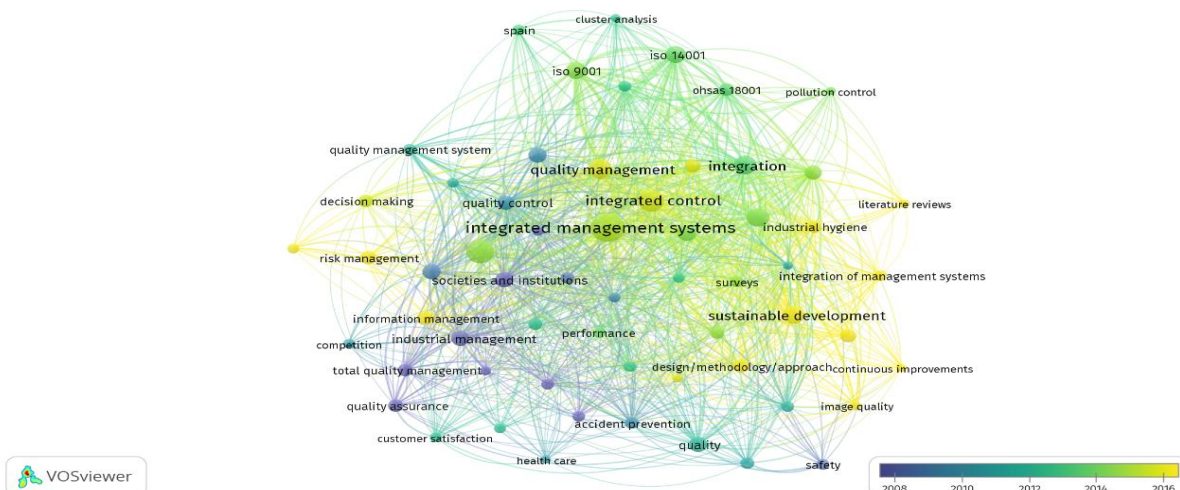 cluster analysis
spain
iso 14001
iso 9001
ohsas 18001
pollution control
quality management system
quality management
integration
decision making
quality control
integrated control
literature reviews
integrated management systems
industrial hygiene
risk management
societies and institutions
surveys
integration of management systems
information management
sustainable development
competition
industrial management
performance
total quality management
design/methodology/approach
continuous improvements
quality assurance
image quality
customer satisfaction
accident prevention
quality
health care
safety
VOSviewer
2008 2010 2012 2014 2016